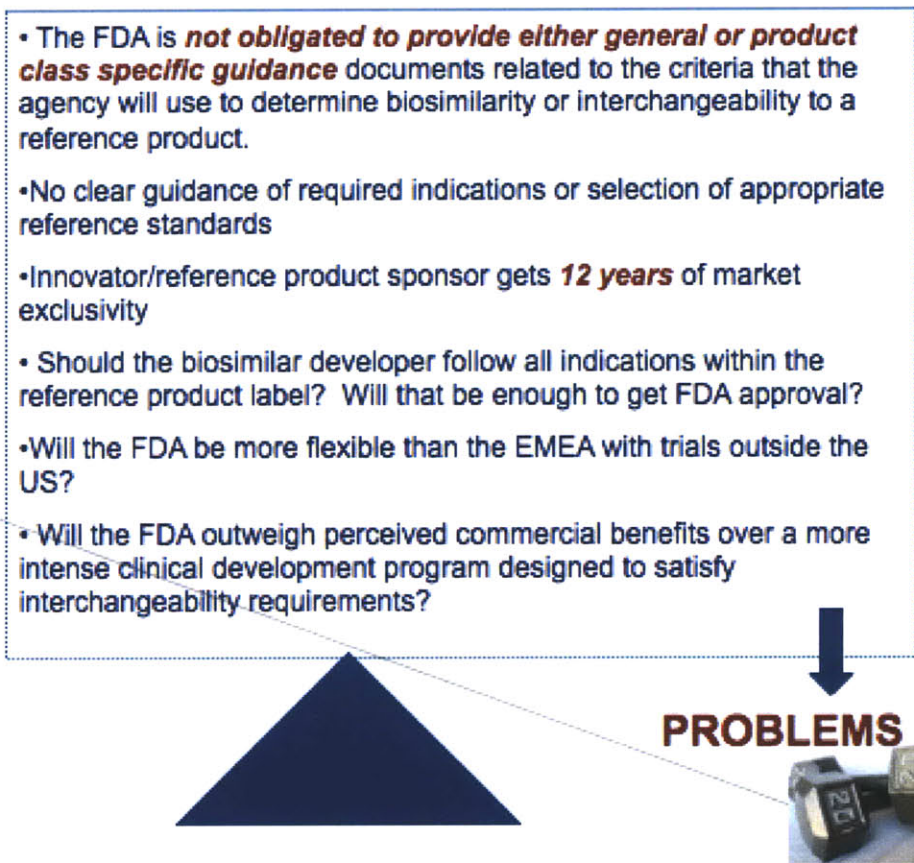 • The FDA is not obligated to provide either general or product
class specific guidance documents related to the criteria that the
agency will use to determine biosimilarity or interchangeability to a
reference product.
•No clear guidance of required indications or selection of appropriate
reference standards
•Innovator/reference product sponsor gets 12 years of market
exclusivity
• Should the biosimilar developer follow all indications within the
reference product label? Will that be enough to get FDA approval?
•Will the FDA be more flexible than the EMEA with trials outside the
US?
• Will the FDA outweigh perceived commercial benefits over a more
intense clinical development program designed to satisfy
interchangeability requirements?
PROBLEMS
20